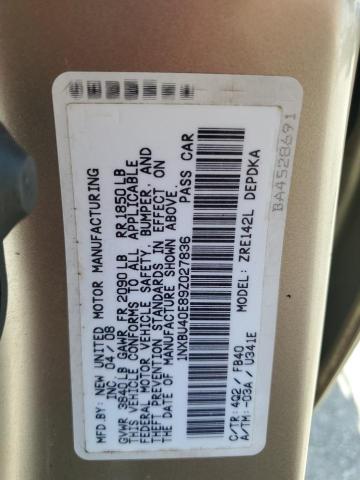 MFD.BY: NEW UNITED MOTOR MANUFACTURING
INC 04/08
GVWR 3840LB GAWR FR 2090LB RR 1850LB
THIS VEHICLE CONFORMS TO ALL APPLICABLE
FEDERAL MOTOR VEHICLE SAFETY, BUMPER, AND
THEFT PREVENTION STANDARDS IN EFFECT ON
THE DATE OF MANUFACTURE SHOWN ABOVE.
1NXBU40E89Z027836 PASS CAR
C/TR: 4Q2/FB40 MODEL: ZRE142L DEPDKA
A/TM: -03A/U341E
BA4528691